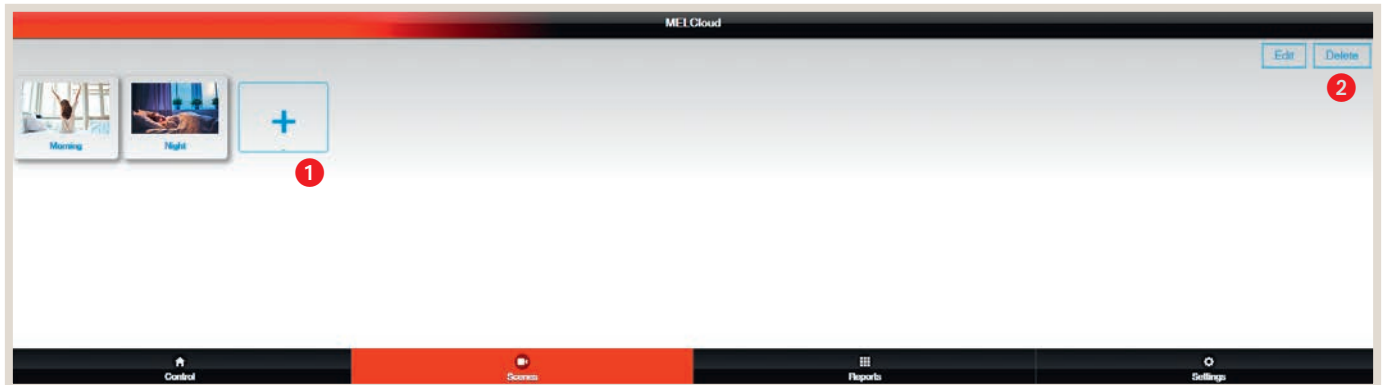 MELCloud
Edit Delete
2
Morning Night
1
Control Scenes Reports Settings